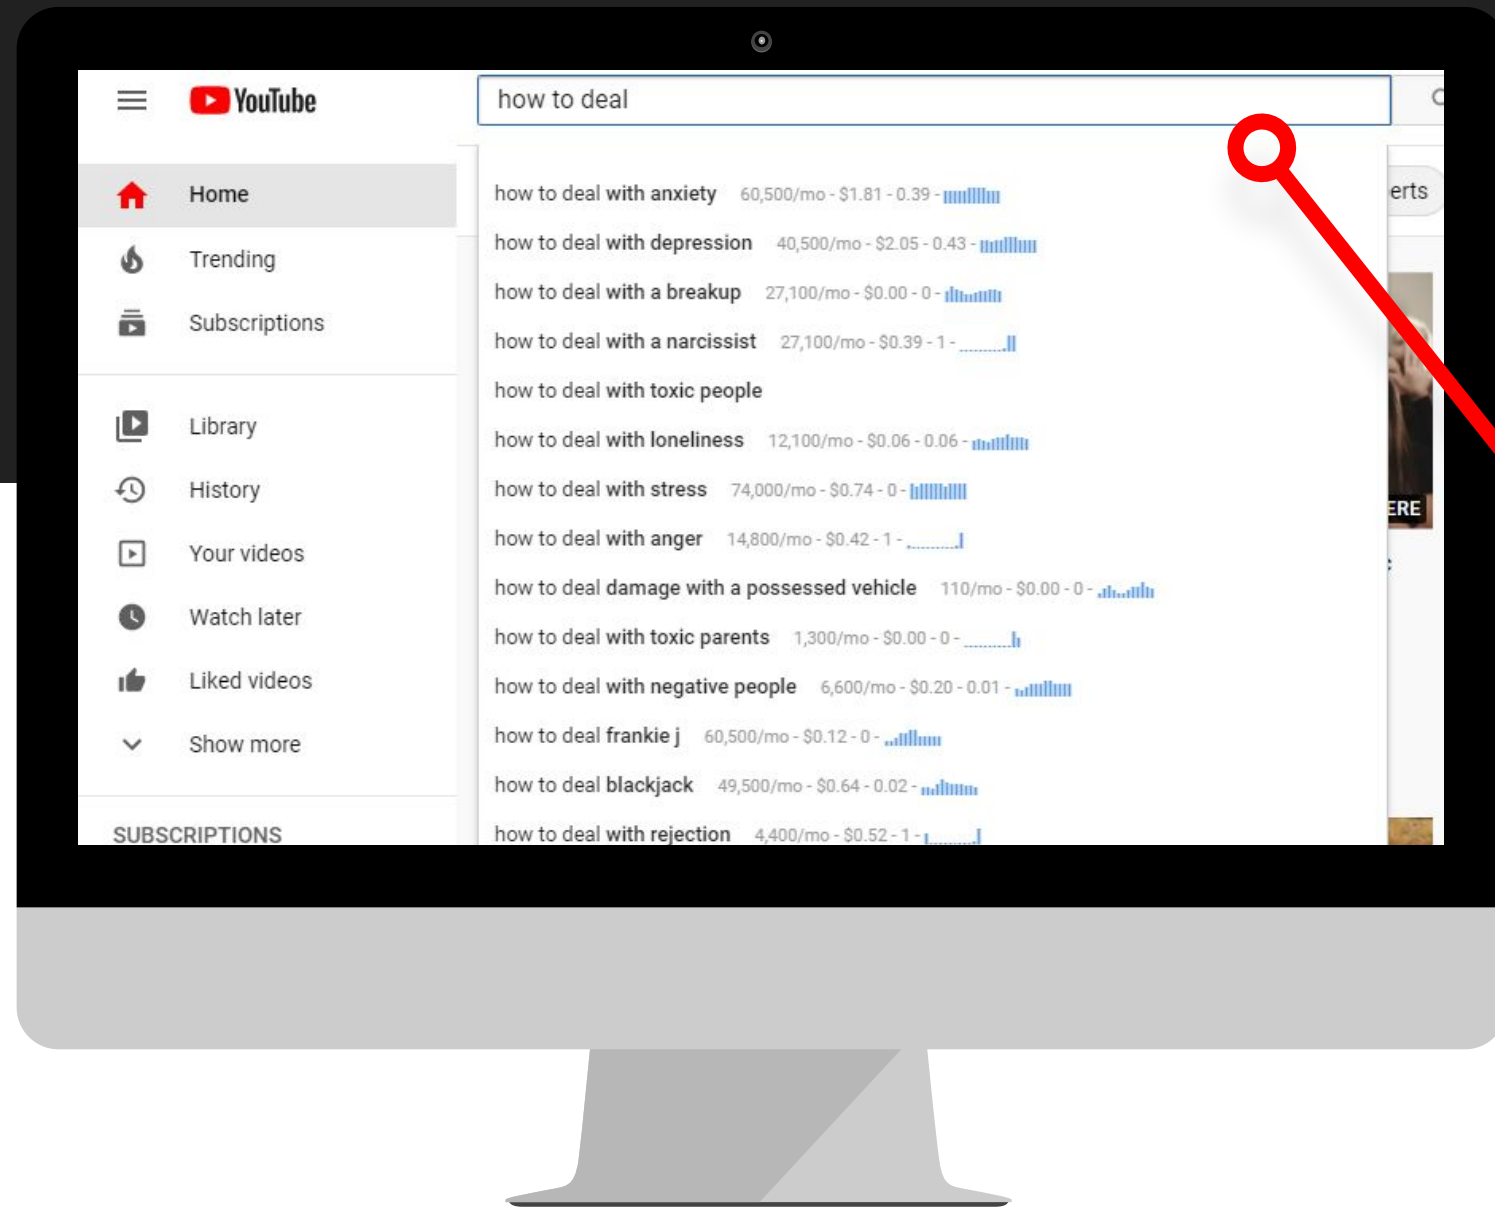 YouTube
how to deal
Home
Trending
Subscriptions
Library
History
Your videos
Watch later
Liked videos
Show more
SUBSCRIPTIONS
how to deal with anxiety 60,500/mo - $1.81 - 0.39 -
how to deal with depression 40,500/mo - $2.05 - 0.43 -
how to deal with a breakup 27,100/mo - $0.00 - 0 -
how to deal with a narcissist 27,100/mo - $0.39 - 1 -
how to deal with toxic people
how to deal with loneliness 12,100/mo - $0.06 - 0.06 -
how to deal with stress 74,000/mo - $0.74 - 0 -
how to deal with anger 14,800/mo - $0.42 - 1 -
how to deal damage with a possessed vehicle 110/mo - $0.00 - 0 -
how to deal with toxic parents 1,300/mo - $0.00 - 0 -
how to deal with negative people 6,600/mo - $0.20 - 0.01 -
how to deal frankie j 60,500/mo - $0.12 - 0 -
how to deal blackjack 49,500/mo - $0.64 - 0.02 -
how to deal with rejection 4,400/mo - $0.52 - 1 -
erts
ERE